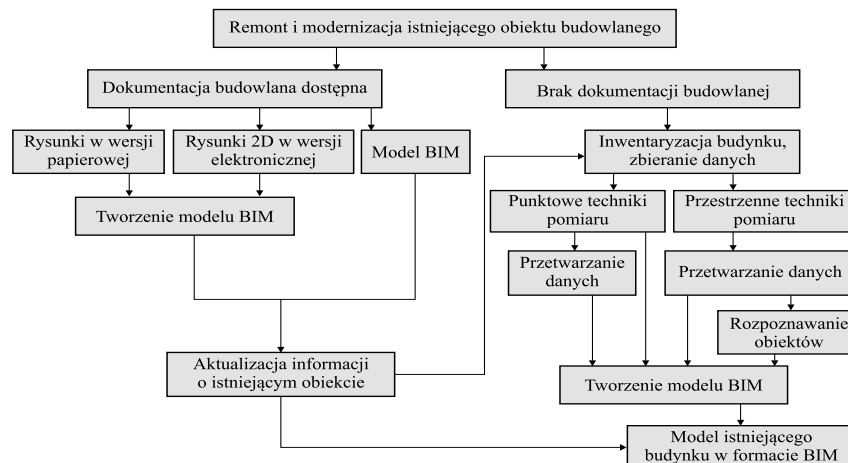 Remont i modernizacja istniejącego obiektu budowlanego
Dokumentacja budowlana dostępna
Brak dokumentacji budowlanej
Rysunki w wersji
papierowej
Rysunki 2D w wersji
elektronicznej
Model BIM
Inwentaryzacja budynku,
zbieranie danych
Tworzenie modelu BIM
Punktowe techniki
pomiaru
Przestrzenne techniki
pomiaru
Przetwarzanie
danych
Przetwarzanie danych
Rozpoznawanie
obiektów
Aktualizacja informacji
o istniejącym obiekcie
Tworzenie modelu BIM
Model istniejącego
budynku w formacie BIM